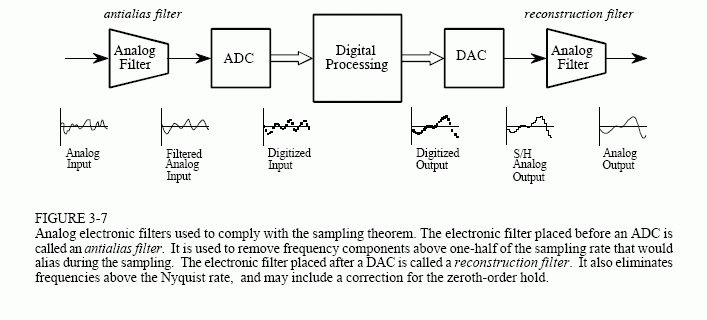 antialias filter
reconstruction filter
Analog
Filter
ADC
Digital
Processing
DAC
Analog
Filter
Analog
Input
Filtered
Analog
Input
Digitized
Input
Digitized
Output
S/H
Analog
Output
Analog
Output
FIGURE 3-7
Analog electronic filters used to comply with the sampling theorem. The electronic filter placed before an ADC is
called an antialias filter. It is used to remove frequency components above one-half of the sampling rate that would
alias during the sampling. The electronic filter placed after a DAC is called a reconstruction filter. It also eliminates
frequencies above the Nyquist rate, and may include a correction for the zeroth-order hold.